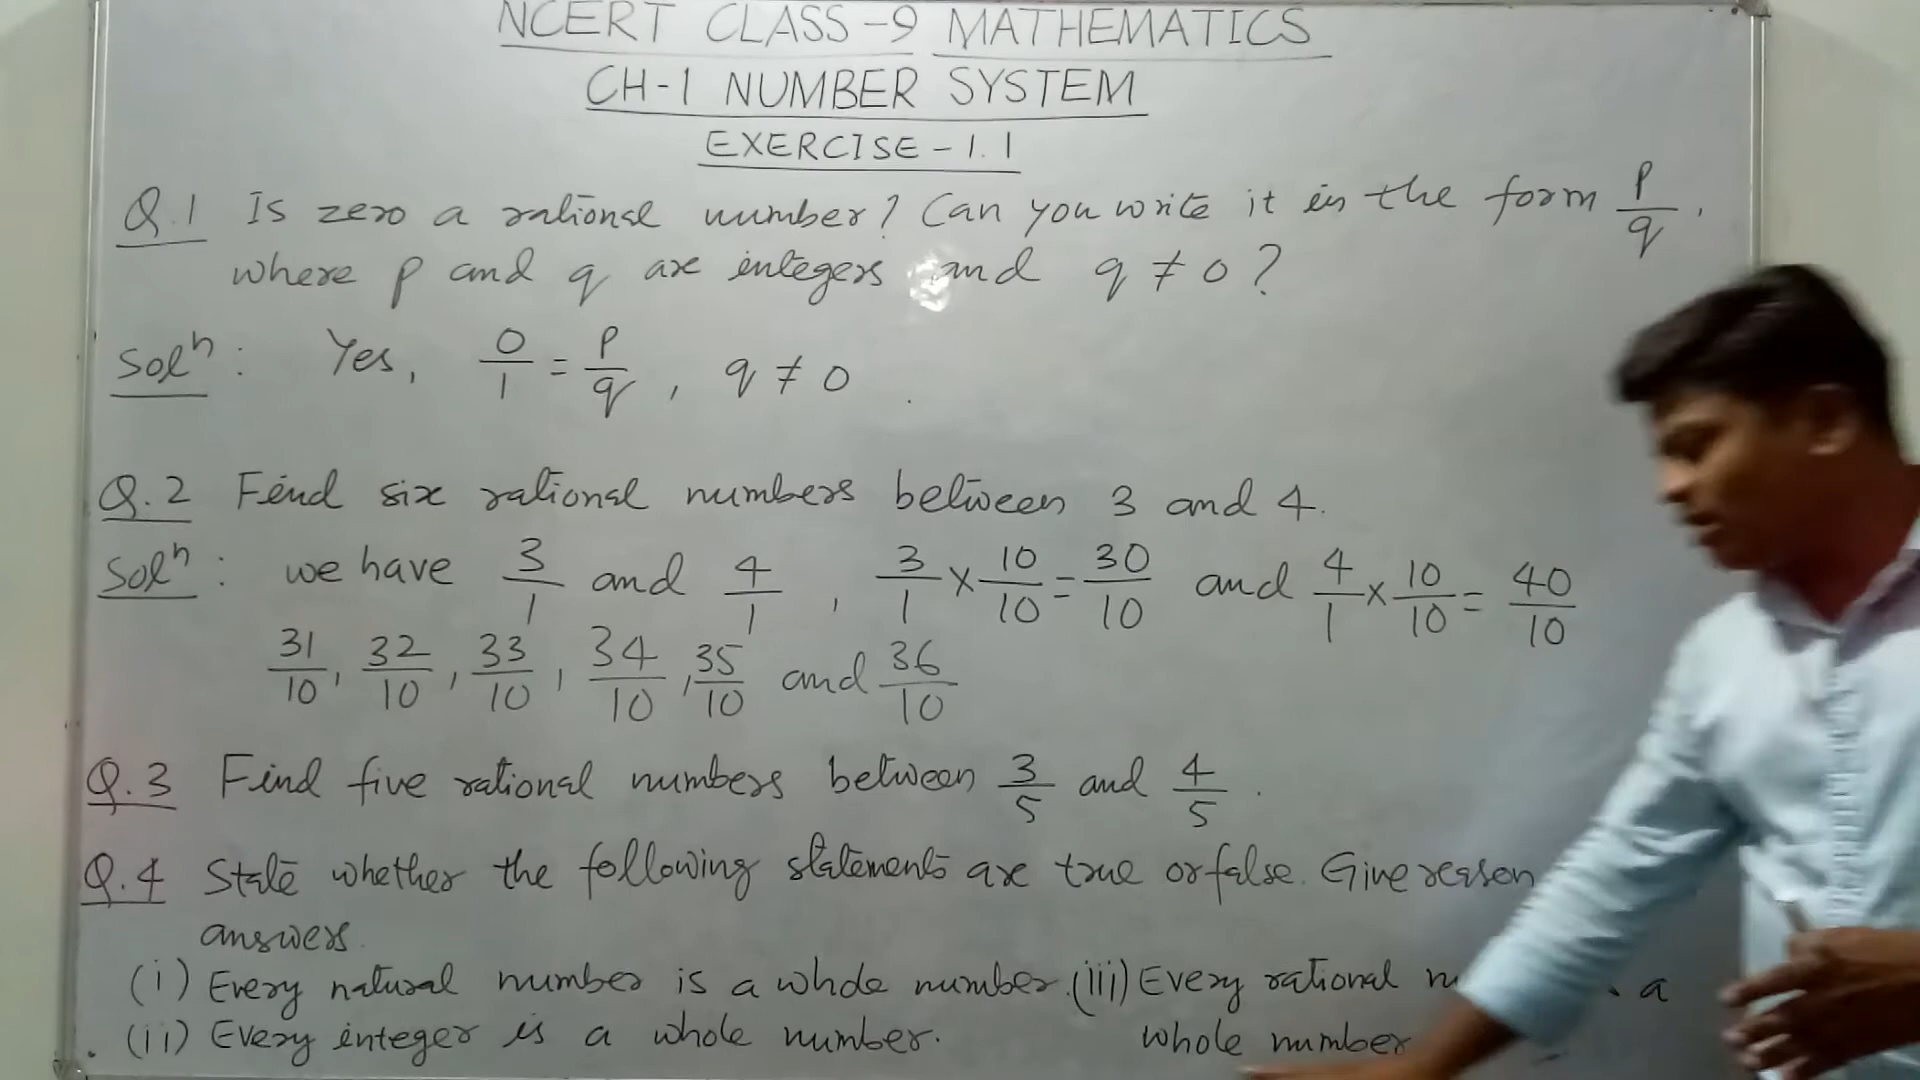 NCERT CLASS-9 MATHEMATICS
CH-1 NUMBER SYSTEM
EXERCISE-1.1
Q.1 Is zero a rational number? Can you write it in the form p/q,
where p and q are integers and q ≠ 0?
Solⁿ: Yes, 0/1 = p/q, q ≠ 0
Q.2 Find six rational numbers between 3 and 4.
Solⁿ: we have 3/1 and 4/1, 3/1 × 10/10 = 30/10 and 4/1 × 10/10 = 40/10
31/10, 32/10, 33/10, 34/10, 35/10 and 36/10
Q.3 Find five rational numbers between 3/5 and 4/5.
Q.4 State whether the following statements are true or false. Give reason
answers.
(i) Every natural number is a whole number. (iii) Every rational a
(ii) Every integer is a whole number. whole number